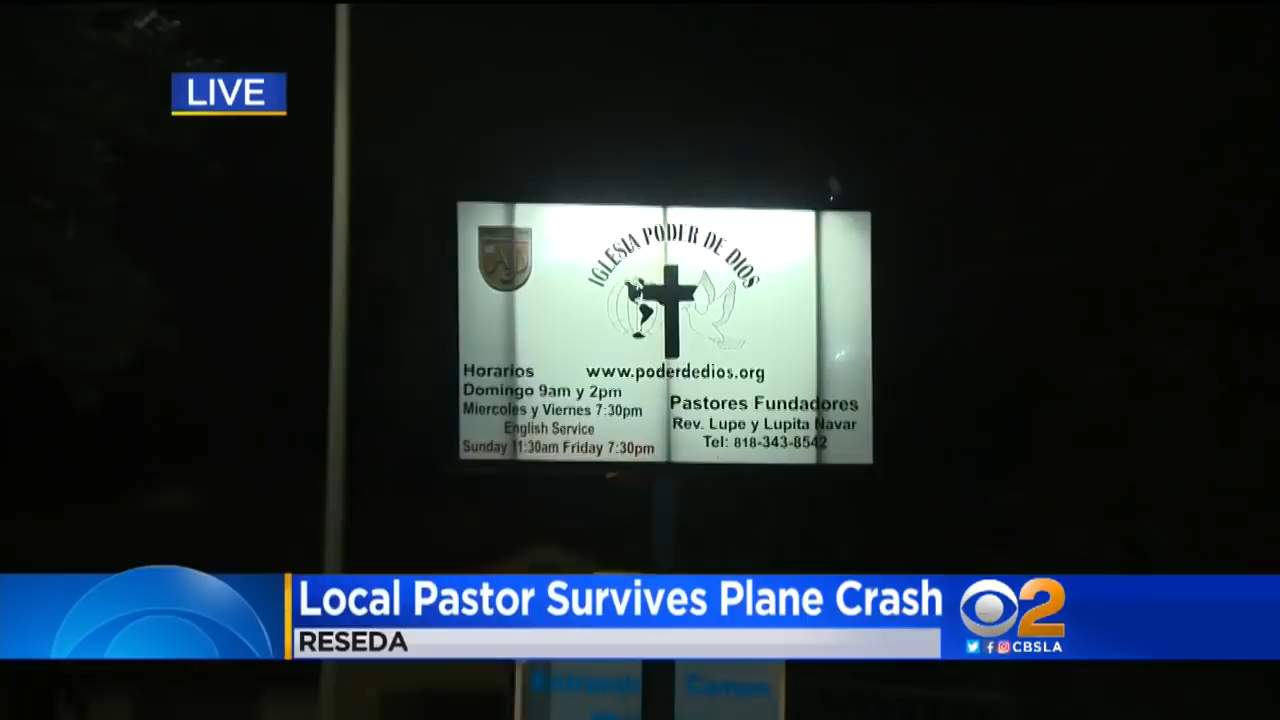 LIVE
IGLESIA PODER DE DIOS
www.poderdedios.org
Horarios
Domingo 9am y 2pm
Miercoles y Viernes 7:30pm
English Service
Sunday 11:30am Friday 7:30pm
Pastores Fundadores
Rev. Lupe y Lupita Navar
Tel: 818-343-8542
Local Pastor Survives Plane Crash
RESEDA
2
CBSLA